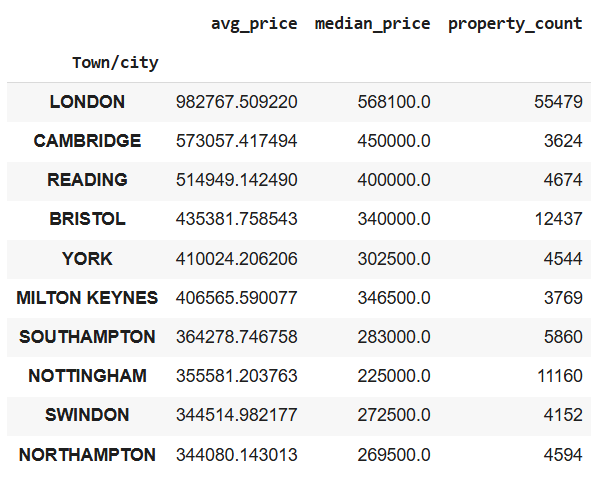 avg_price median_price property_count
Town/city
LONDON 982767.509220 568100.0 55479
CAMBRIDGE 573057.417494 450000.0 3624
READING 514949.142490 400000.0 4674
BRISTOL 435381.758543 340000.0 12437
YORK 410024.206206 302500.0 4544
MILTON KEYNES 406565.590077 346500.0 3769
SOUTHAMPTON 364278.746758 283000.0 5860
NOTTINGHAM 355581.203763 225000.0 11160
SWINDON 344514.982177 272500.0 4152
NORTHAMPTON 344080.143013 269500.0 4594